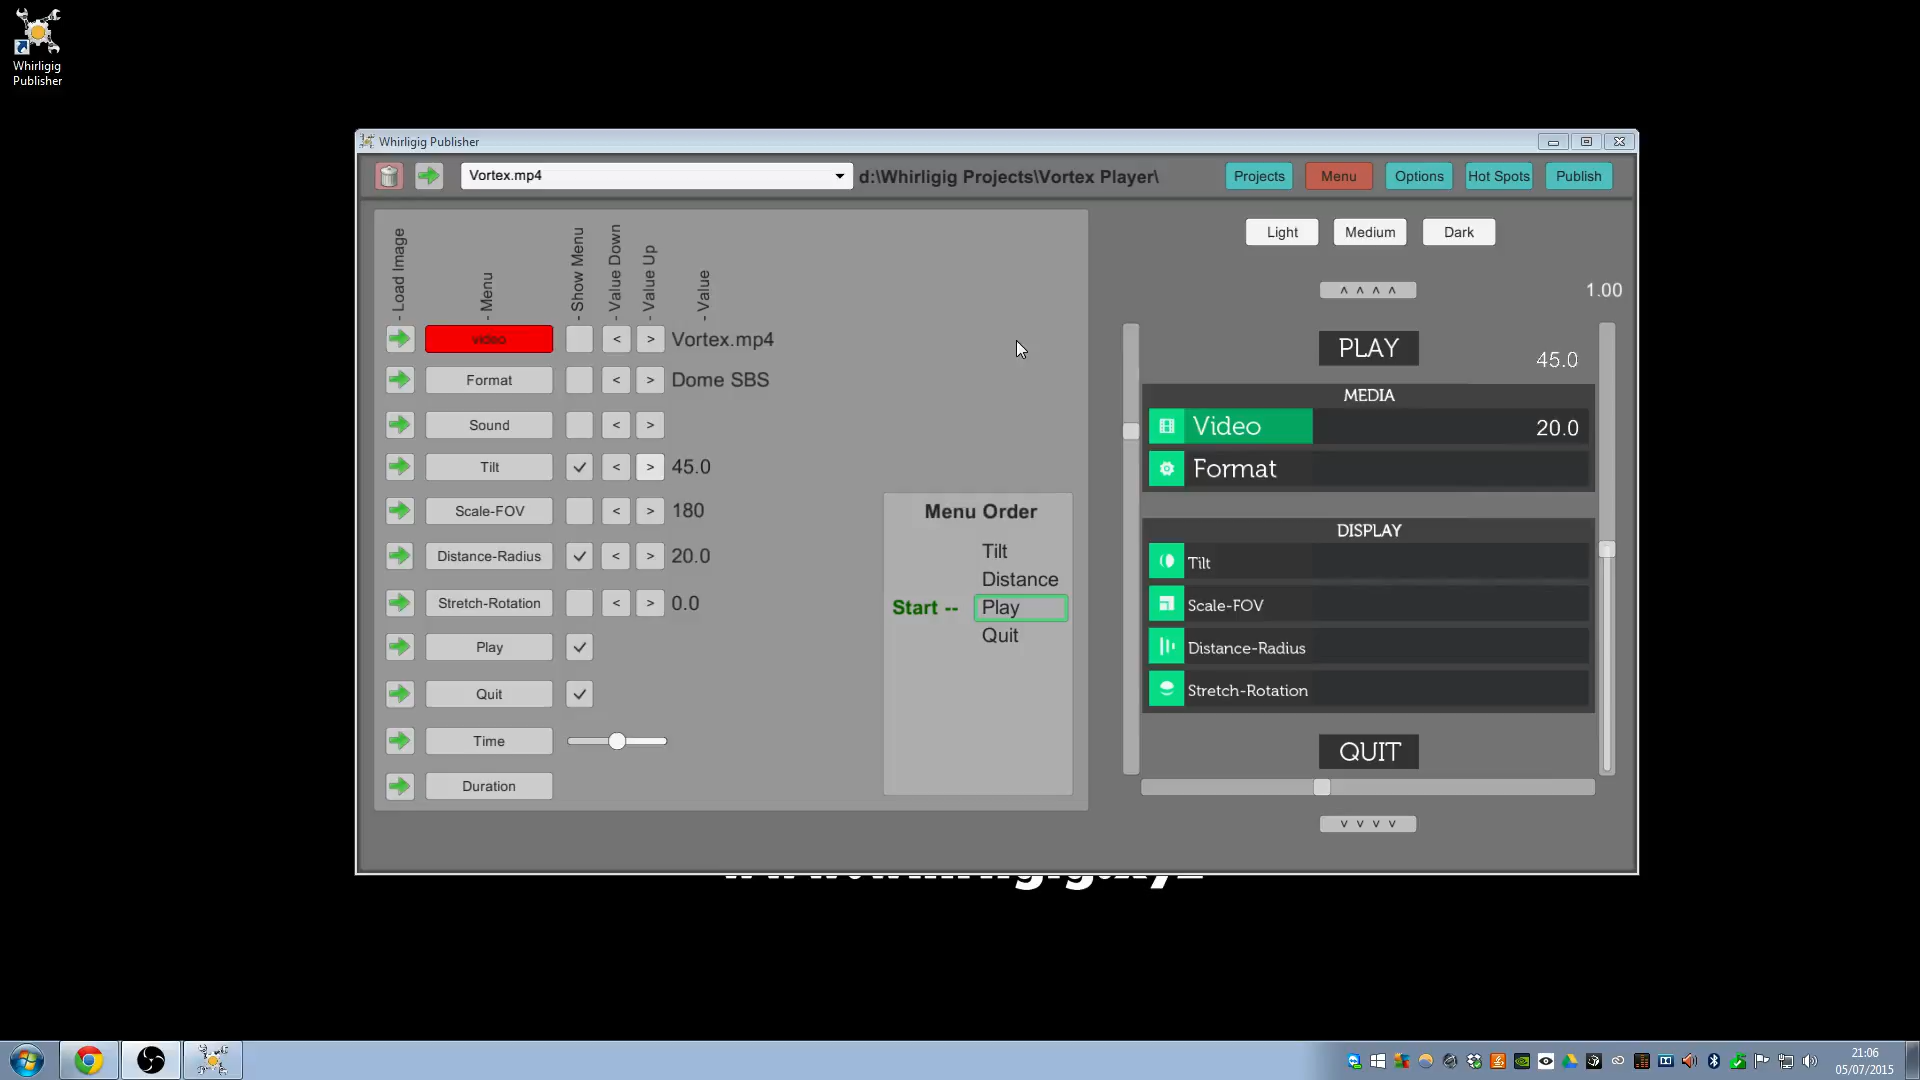 Whirligig
Publisher
Whirligig Publisher
Vortex.mp4
d:\Whirligig Projects\Vortex Player\
Projects
Menu
Options
Hot Spots
Publish
- Load Image
- Menu
- Show Menu
- Value Down
- Value Up
- Value
video
< > Vortex.mp4
Format
< > Dome SBS
Sound
< >
Tilt
< > 45.0
Scale-FOV
< > 180
Distance-Radius
< > 20.0
Stretch-Rotation
< > 0.0
Play
Quit
Time
Duration
Menu Order
Tilt
Distance
Start -- Play
Quit
Light
Medium
Dark
^ ^ ^ ^
1.00
PLAY
45.0
MEDIA
Video
20.0
Format
DISPLAY
Tilt
Scale-FOV
Distance-Radius
Stretch-Rotation
QUIT
v v v v
21:06
05/07/2015